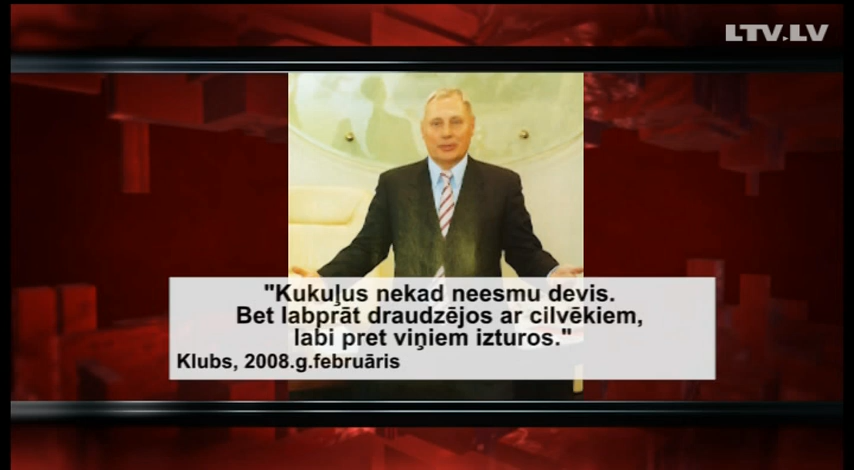 LTV.LV
"Kukuļus nekad neesmu devis.
Bet labprāt draudzējos ar cilvēkiem,
labi pret viņiem izturos."
Klubs, 2008.g.februāris